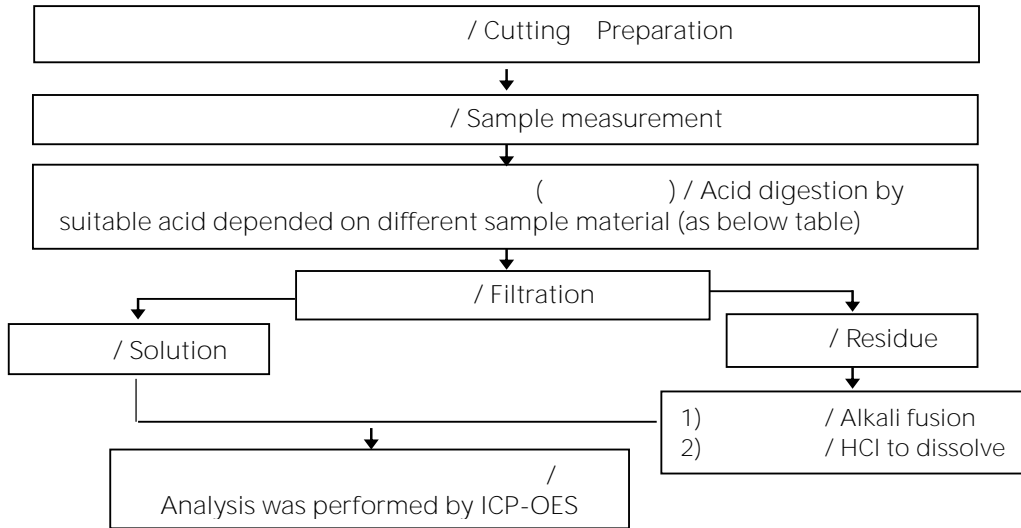 / Cutting Preparation
/ Sample measurement
( ) / Acid digestion by
suitable acid depended on different sample material (as below table)
/ Filtration
/ Solution
/ Residue
1) / Alkali fusion
2) / HCl to dissolve
/
Analysis was performed by ICP-OES